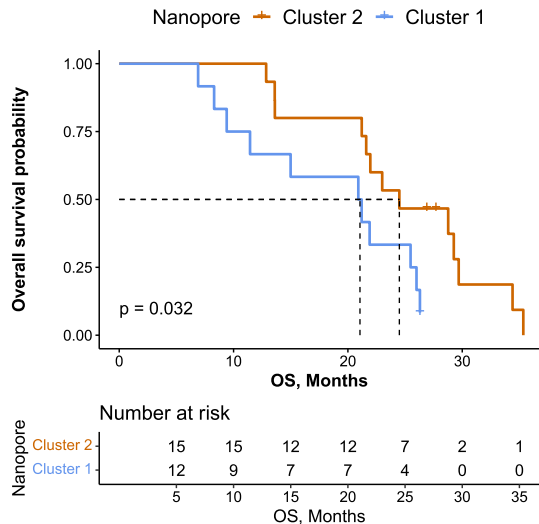 Nanopore Cluster 2 Cluster 1
Overall survival probability
1.00
0.75
0.50
0.25
0.00
p = 0.032
0 10 20 30
OS, Months
Number at risk
Nanopore
Cluster 2 15 15 12 12 7 2 1
Cluster 1 12 9 7 7 4 0 0
5 10 15 20 25 30 35
OS, Months